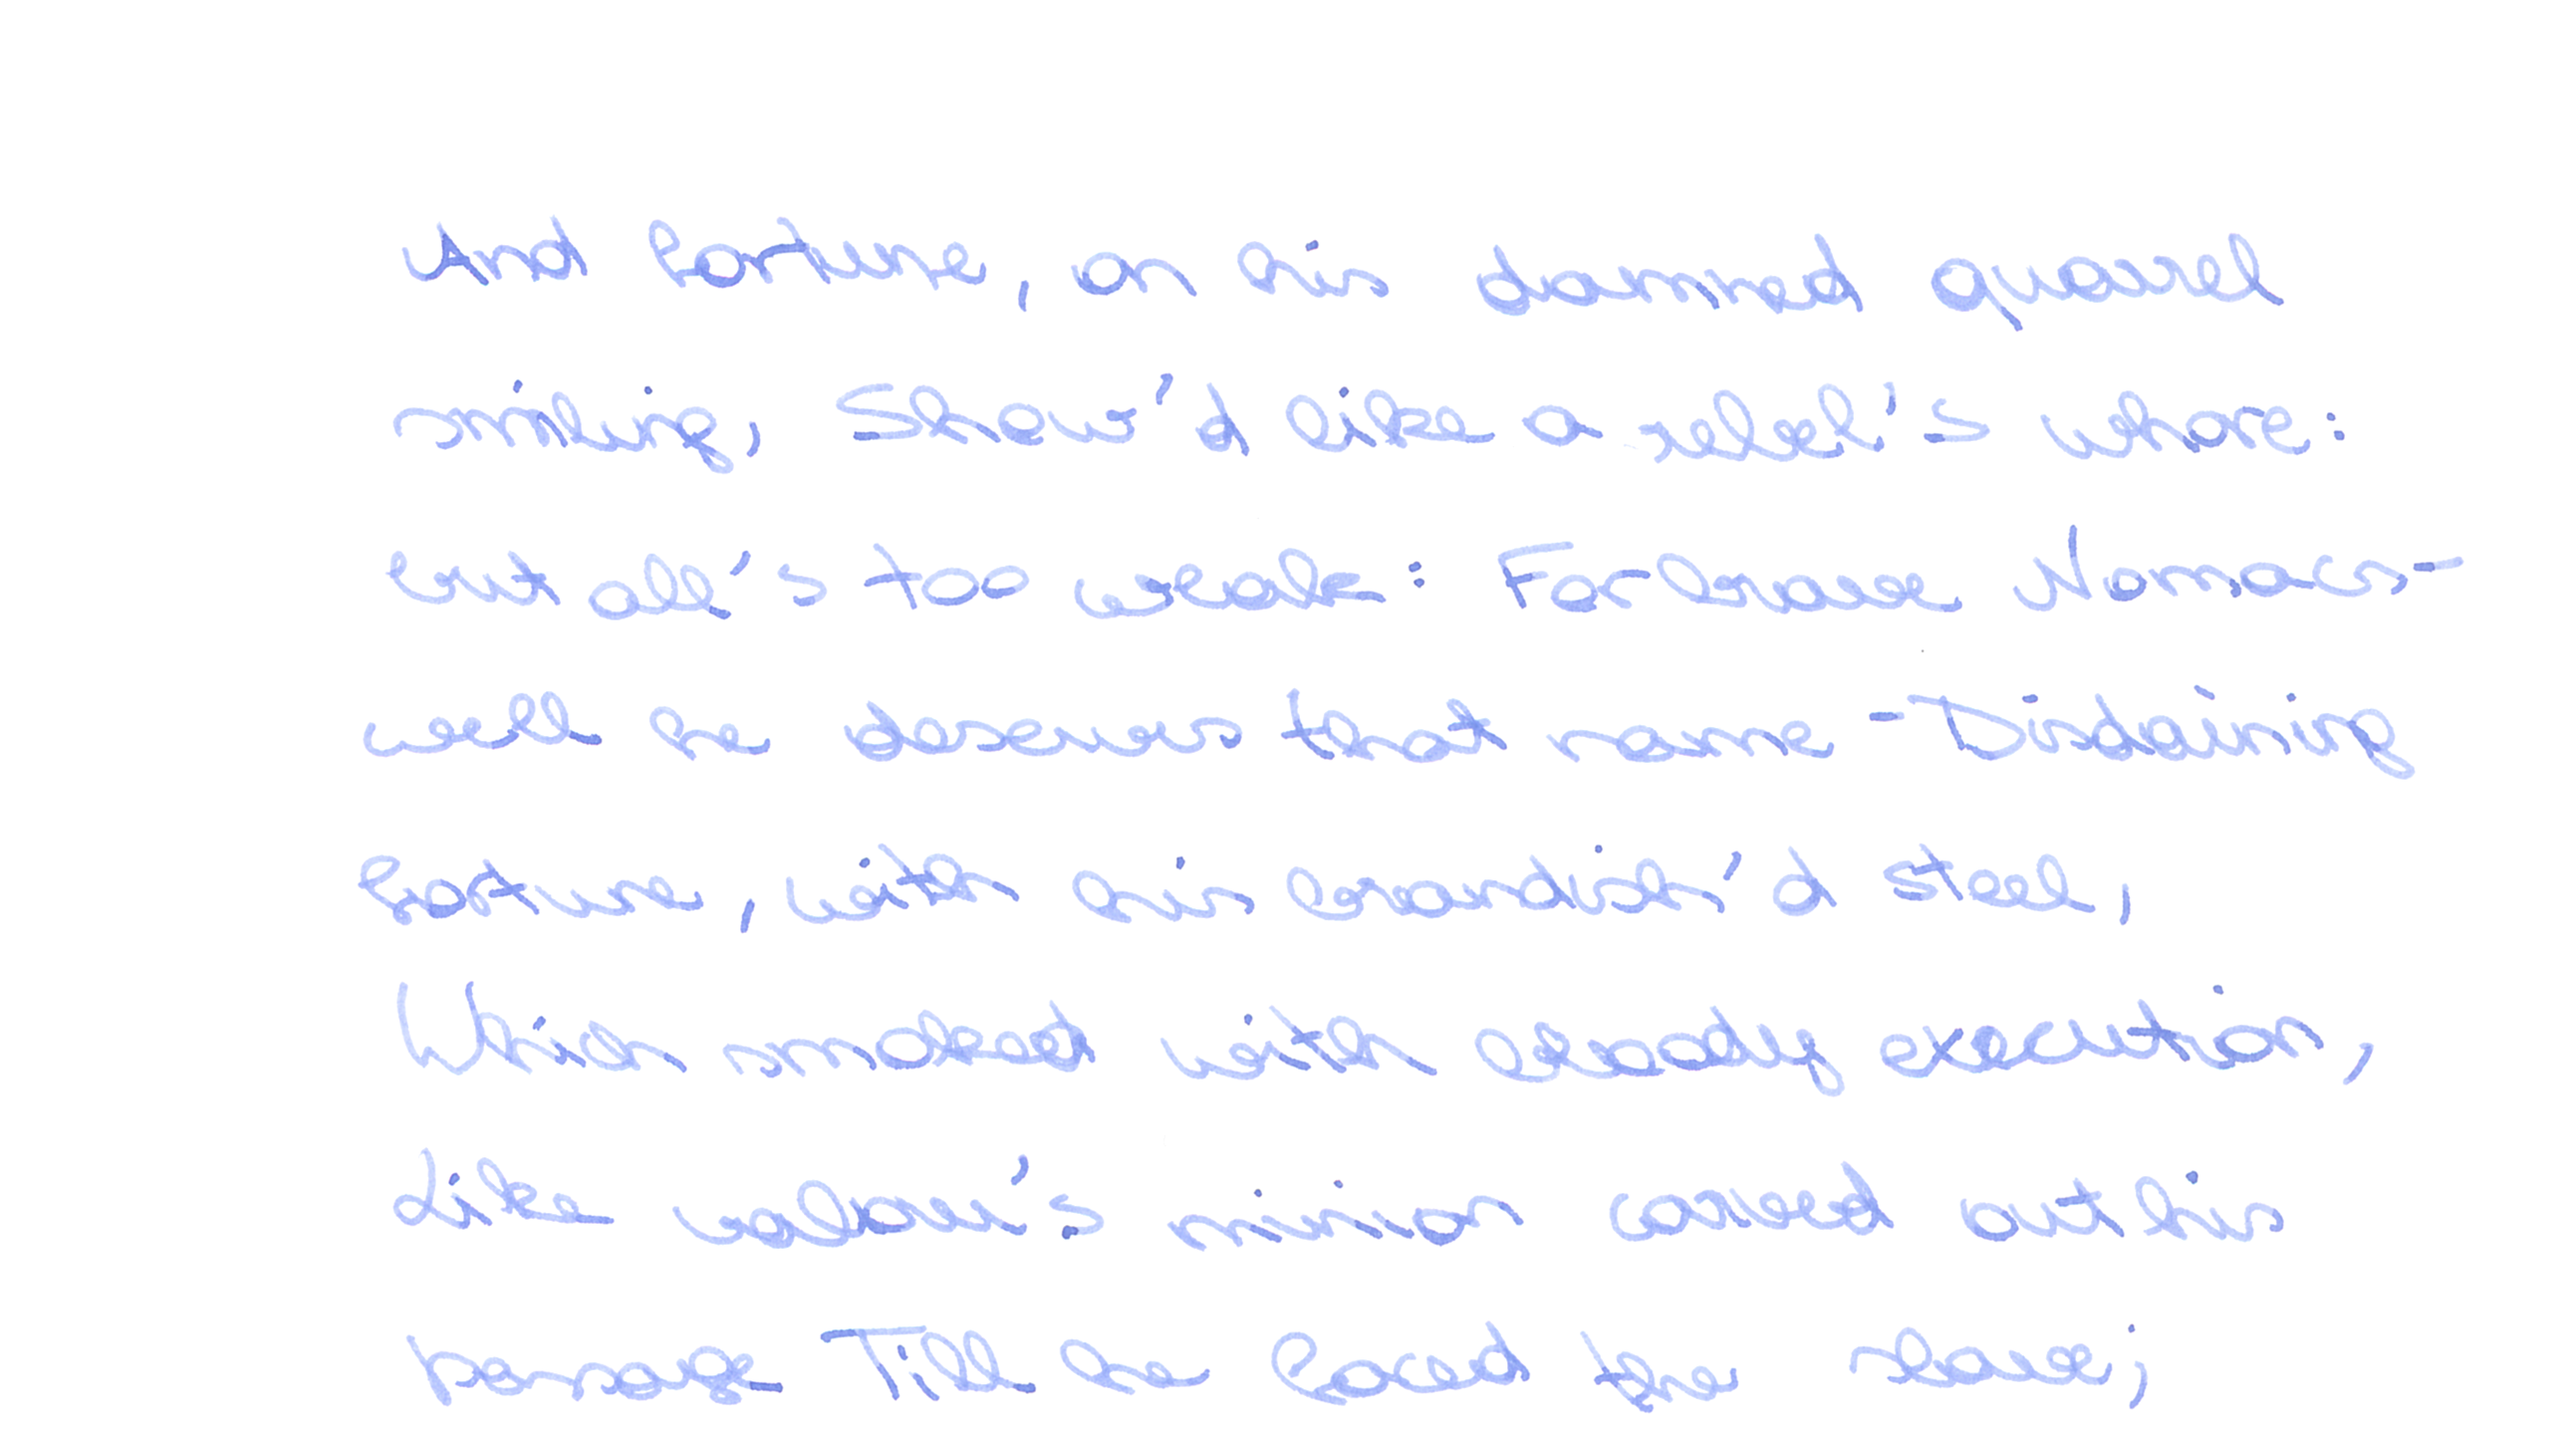 And fortune, on his damned quarrel
smiling, Show'd like a rebel's whore:
but all's too weak: For brave Nomacs-
well he deserves that name - Disdaining
fortune, with his brandish'd steel,
Which smoked with bloody execution,
Like valour's minion carved out his
passage Till he faced the slave;